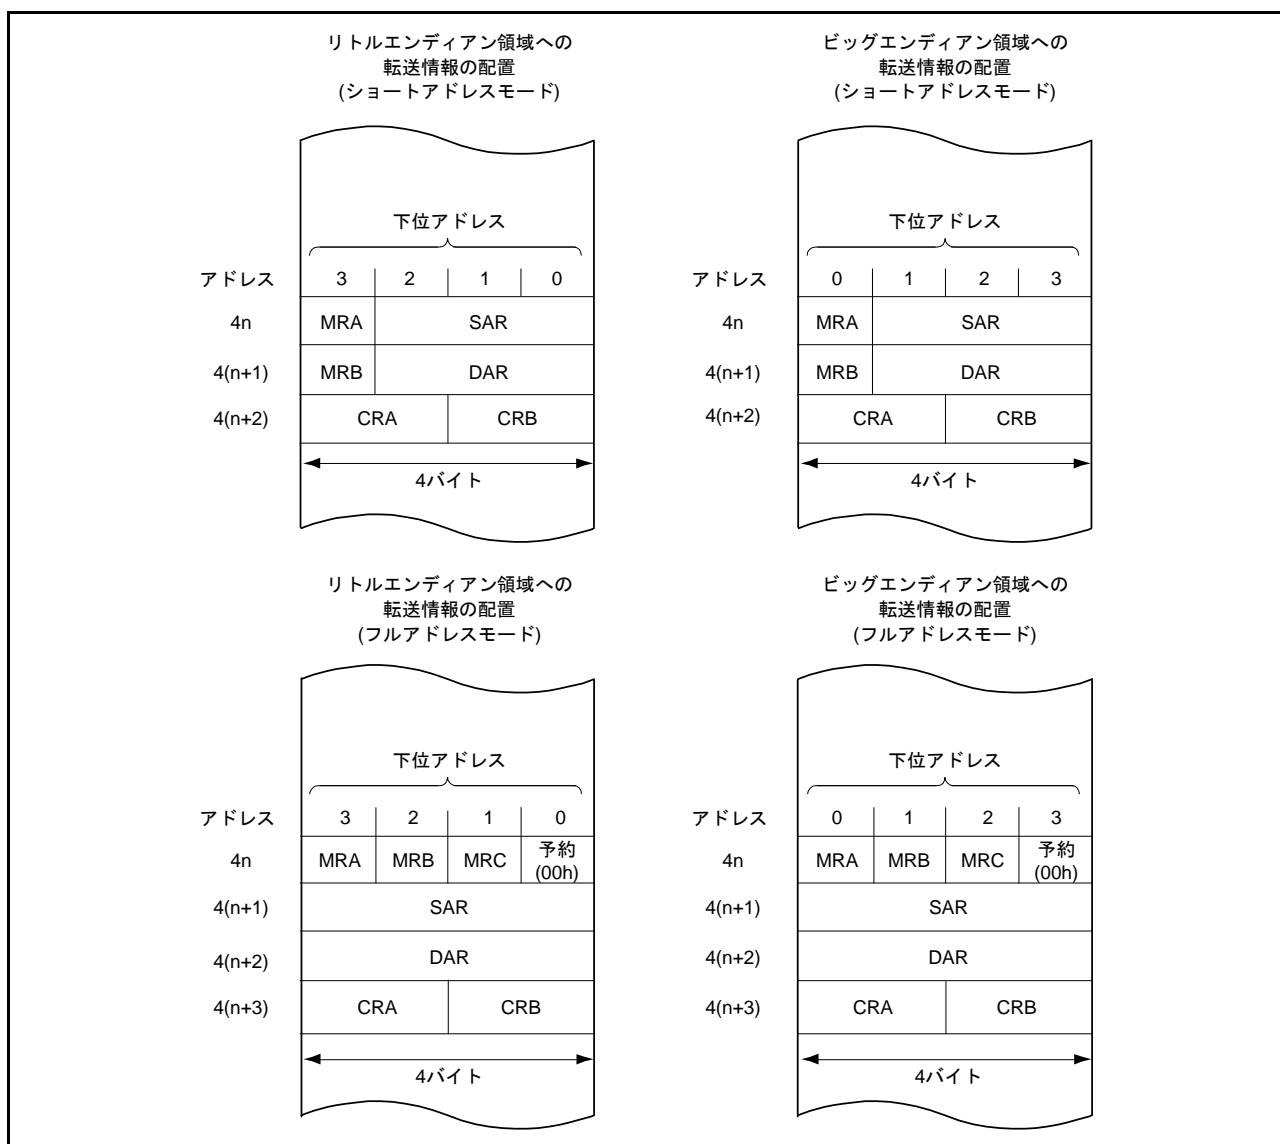 リトルエンディアン領域への
転送情報の配置
(ショートアドレスモード)
下位アドレス
アドレス 3 2 1 0
4n MRA SAR
4(n+1) MRB DAR
4(n+2) CRA CRB
4バイト
ビッグエンディアン領域への
転送情報の配置
(ショートアドレスモード)
下位アドレス
アドレス 0 1 2 3
4n MRA SAR
4(n+1) MRB DAR
4(n+2) CRA CRB
4バイト
リトルエンディアン領域への
転送情報の配置
(フルアドレスモード)
下位アドレス
アドレス 3 2 1 0
4n MRA MRB MRC 予約
(00h)
4(n+1) SAR
4(n+2) DAR
4(n+3) CRA CRB
4バイト
ビッグエンディアン領域への
転送情報の配置
(フルアドレスモード)
下位アドレス
アドレス 0 1 2 3
4n MRA MRB MRC 予約
(00h)
4(n+1) SAR
4(n+2) DAR
4(n+3) CRA CRB
4バイト